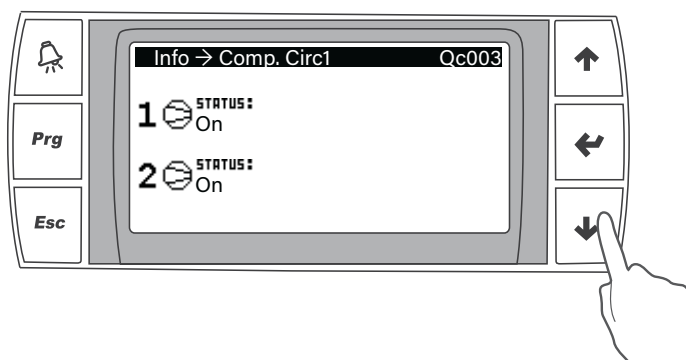 Info → Comp. Circ1 Qc003
1 STATUS:
On
2 STATUS:
On
Prg
Esc